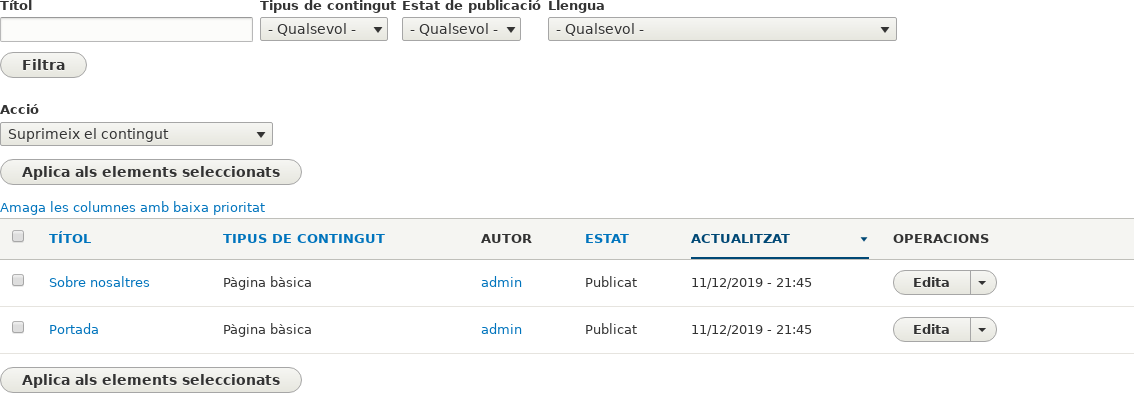 Títol Tipus de contingut Estat de publicació Llengua
- Qualsevol - - Qualsevol - - Qualsevol -
Filtra
Acció
Suprimeix el contingut
Aplica als elements seleccionats
Amaga les columnes amb baixa prioritat
TÍTOL TIPUS DE CONTINGUT AUTOR ESTAT ACTUALITZAT OPERACIONS
Sobre nosaltres Pàgina bàsica admin Publicat 11/12/2019 - 21:45 Edita
Portada Pàgina bàsica admin Publicat 11/12/2019 - 21:45 Edita
Aplica als elements seleccionats